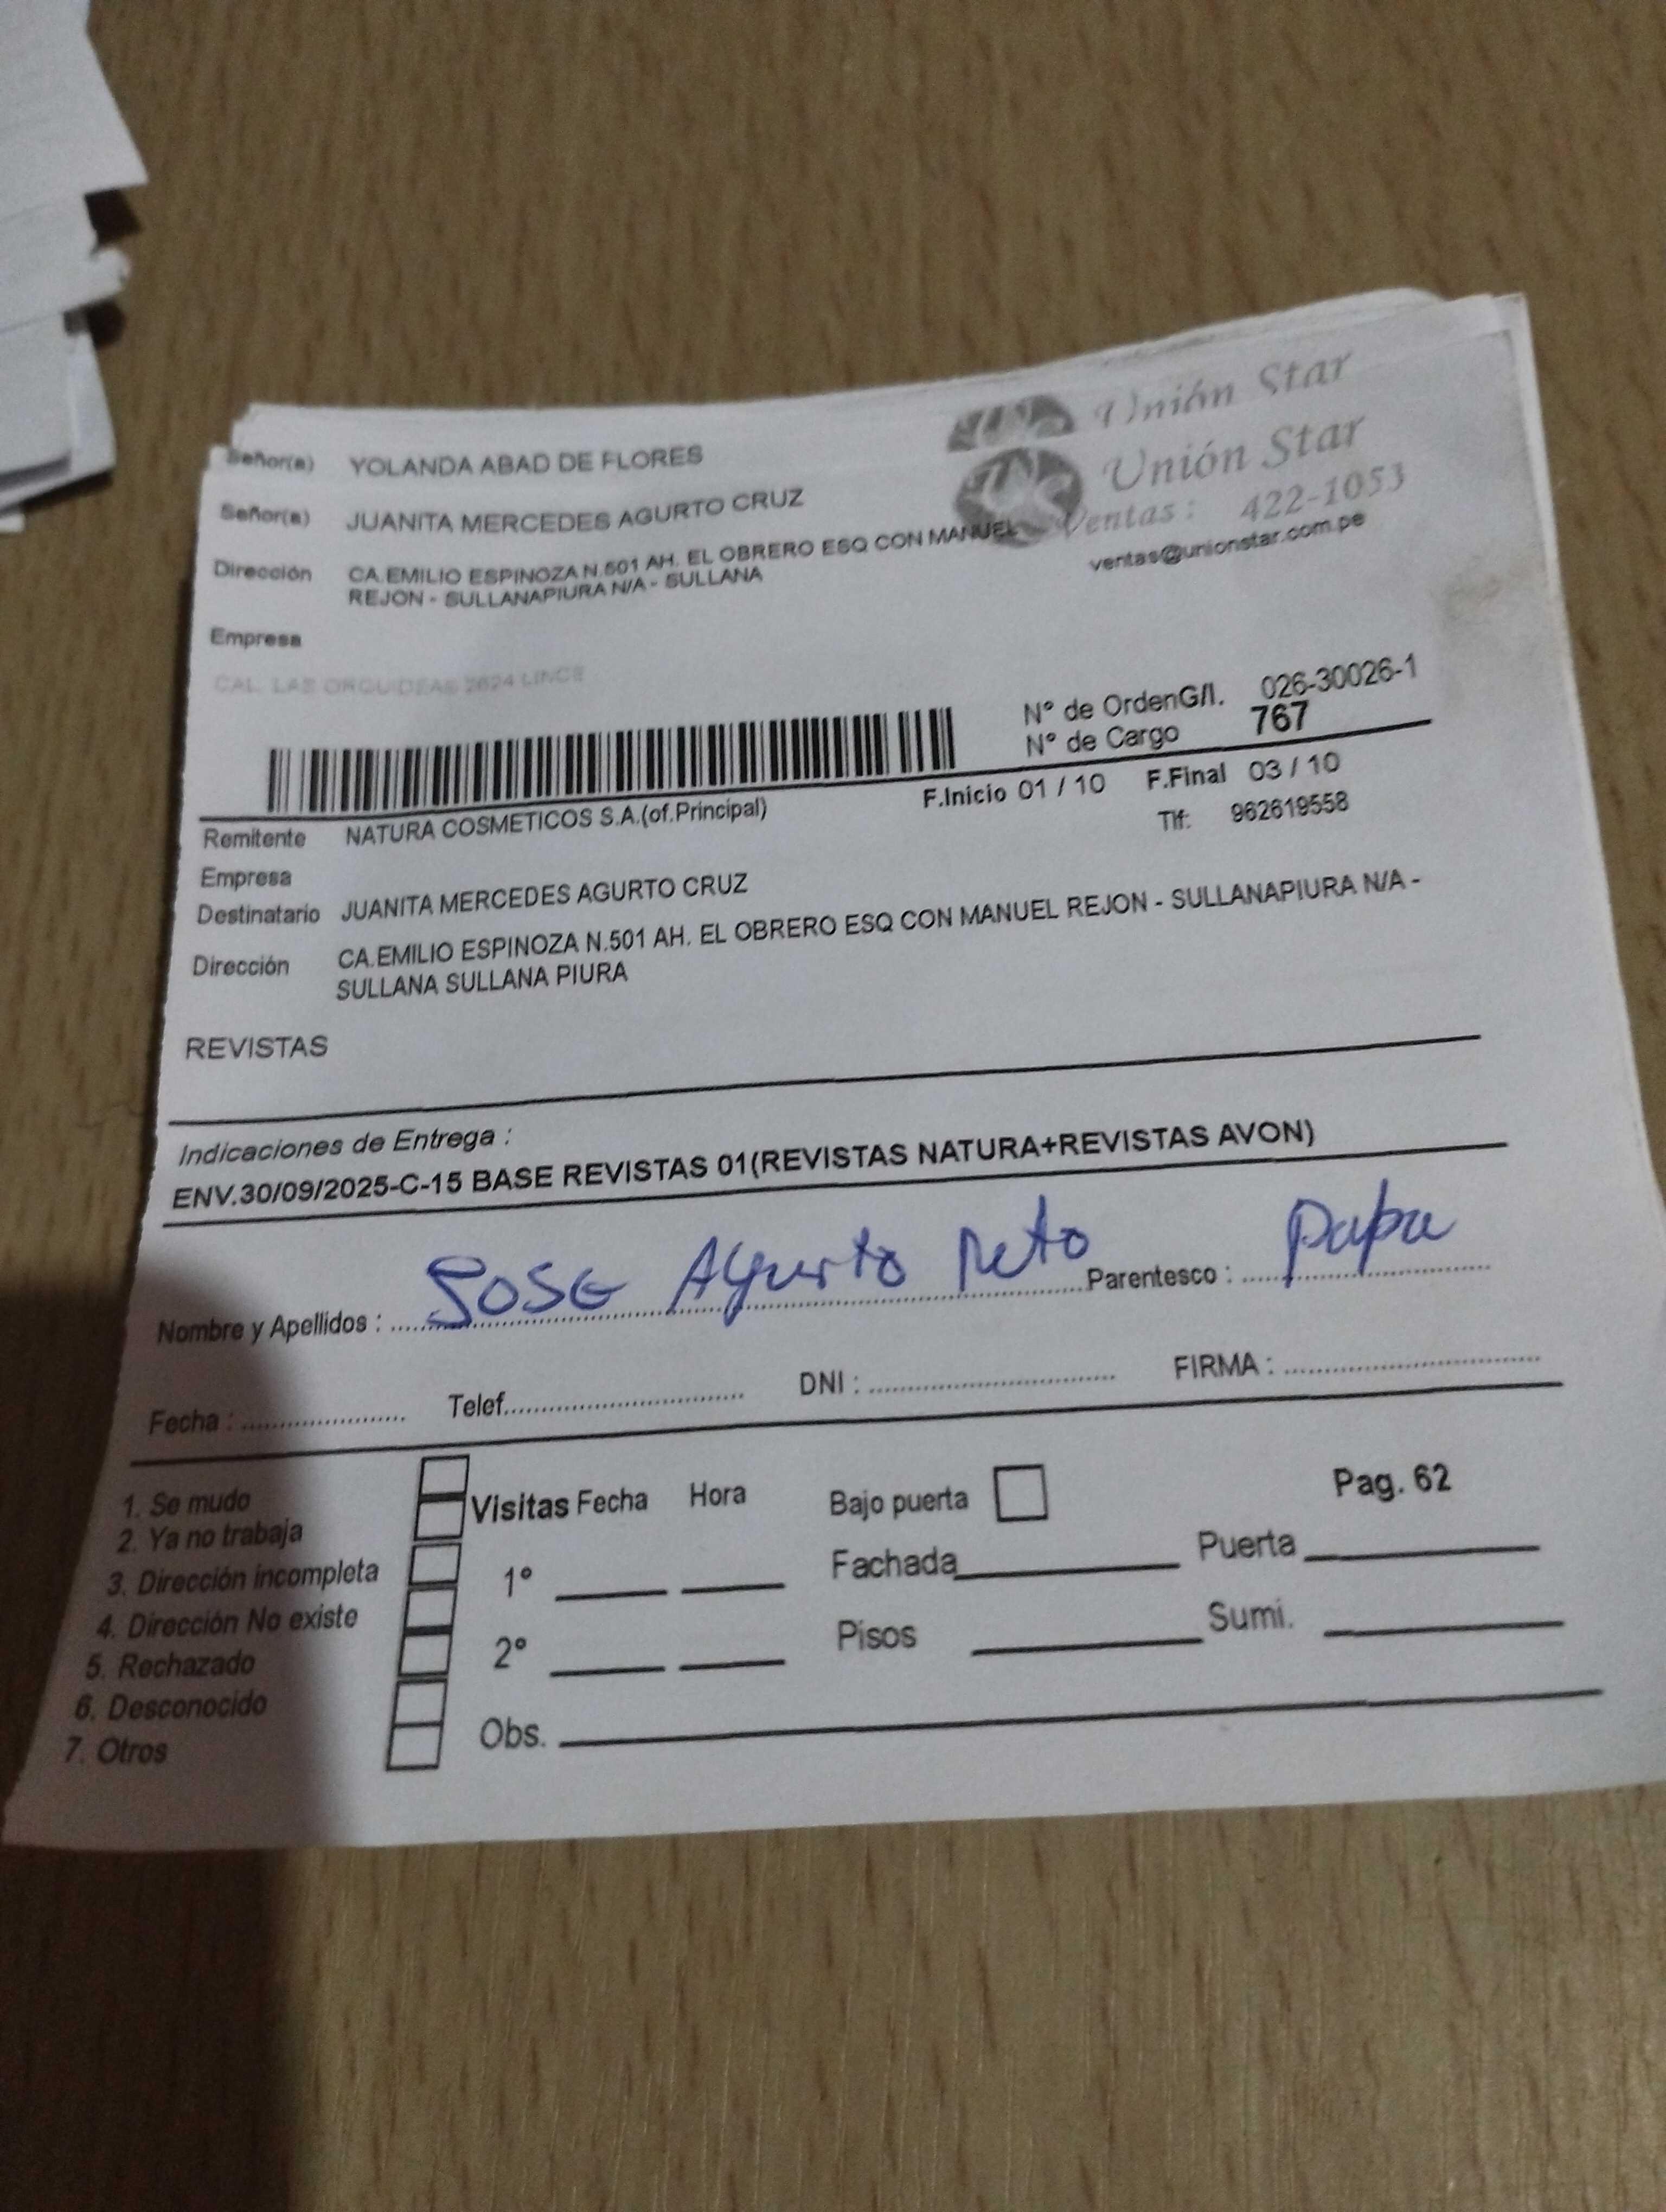 Señor(a) YOLANDA ABAD DE FLORES
Unión Star
Señor(a) JUANITA MERCEDES AGURTO CRUZ
Unión Star
Ventas: 422-1053
ventas@unionstar.com.pe
Dirección CA.EMILIO ESPINOZA N.501 AH. EL OBRERO ESQ CON MANUEL
REJON - SULLANAPIURA N/A - SULLANA
Empresa
CAL. LAS ORQUIDEAS 2624 LINCE
N° de OrdenG/I. 026-30026-1
N° de Cargo 767
F.Inicio 01 / 10 F.Final 03 / 10
Remitente NATURA COSMETICOS S.A.(of.Principal)
Tlf: 962619558
Empresa
Destinatario JUANITA MERCEDES AGURTO CRUZ
Dirección CA.EMILIO ESPINOZA N.501 AH. EL OBRERO ESQ CON MANUEL REJON - SULLANAPIURA N/A -
SULLANA SULLANA PIURA
REVISTAS
Indicaciones de Entrega :
ENV.30/09/2025-C-15 BASE REVISTAS 01(REVISTAS NATURA+REVISTAS AVON)
Nombre y Apellidos : JOSE Agurto Neto Parentesco : papa
Fecha : Telef. DNI : FIRMA :
1. Se mudo
2. Ya no trabaja
3. Dirección incompleta
4. Dirección No existe
5. Rechazado
6. Desconocido
7. Otros
Visitas Fecha Hora
1°
2°
Obs.
Bajo puerta
Pag. 62
Fachada Puerta
Pisos Sumi.